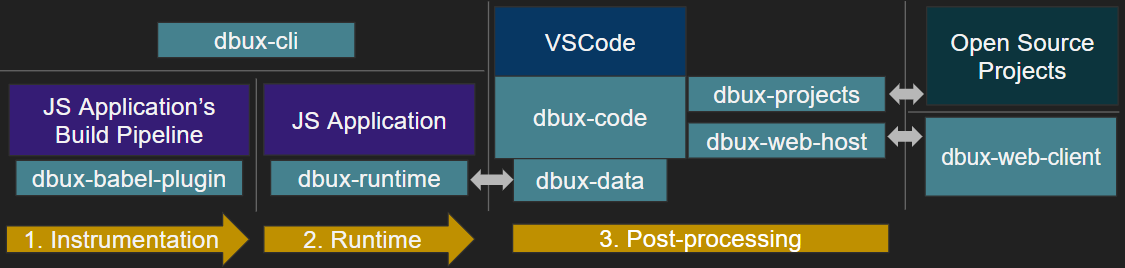 dbux-cli
JS Application's
Build Pipeline
dbux-babel-plugin
JS Application
dbux-runtime
VSCode
dbux-code
dbux-data
dbux-projects
dbux-web-host
Open Source
Projects
dbux-web-client
1. Instrumentation
2. Runtime
3. Post-processing